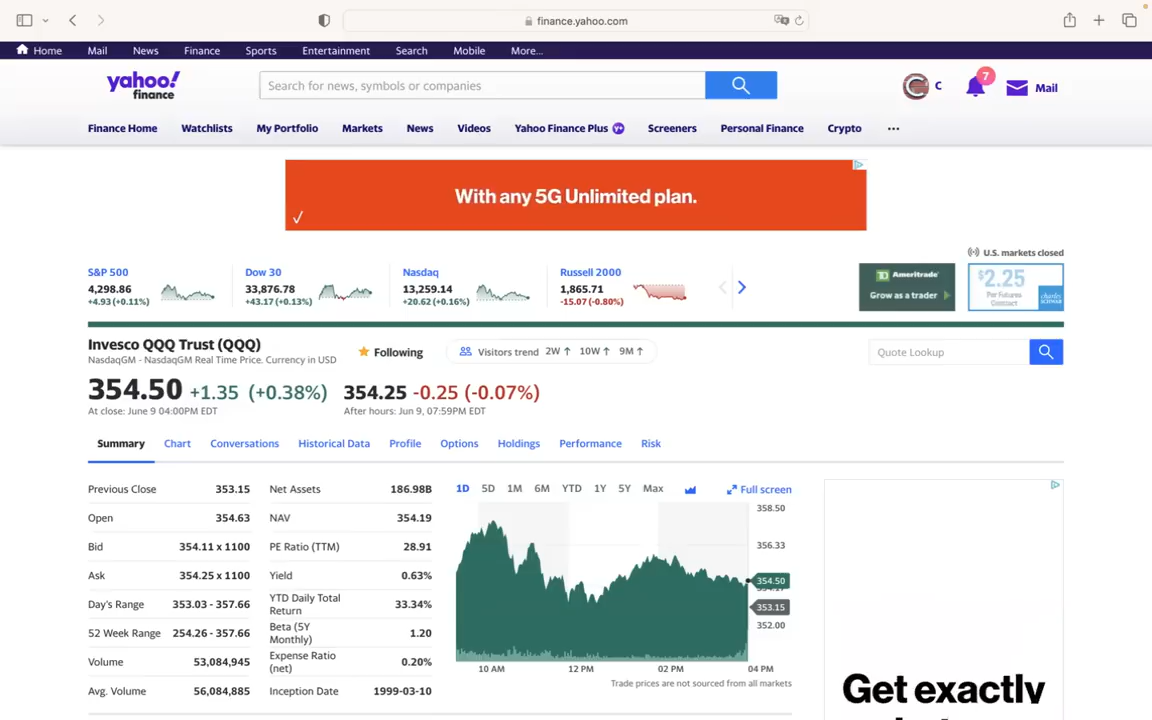 finance.yahoo.com
Home Mail News Finance Sports Entertainment Search Mobile More...
yahoo!
finance
Search for news, symbols or companies
C
7
Mail
Finance Home Watchlists My Portfolio Markets News Videos Yahoo Finance Plus Y+ Screeners Personal Finance Crypto ...
With any 5G Unlimited plan.
U.S. markets closed
S&P 500
4,298.86
+4.93 (+0.11%)
Dow 30
33,876.78
+43.17 (+0.13%)
Nasdaq
13,259.14
+20.62 (+0.16%)
Russell 2000
1,865.71
-15.07 (-0.80%)
TD Ameritrade
Grow as a trader
$2.25
Per Futures
Contract
charles
SCHWAB
Invesco QQQ Trust (QQQ)
NasdaqGM - NasdaqGM Real Time Price. Currency in USD
Following
Visitors trend 2W ↑ 10W ↑ 9M ↑
Quote Lookup
354.50 +1.35 (+0.38%)
At close: June 9 04:00PM EDT
354.25 -0.25 (-0.07%)
After hours: Jun 9, 07:59PM EDT
Summary Chart Conversations Historical Data Profile Options Holdings Performance Risk
Previous Close 353.15
Open 354.63
Bid 354.11 x 1100
Ask 354.25 x 1100
Day's Range 353.03 - 357.66
52 Week Range 254.26 - 357.66
Volume 53,084,945
Avg. Volume 56,084,885
Net Assets 186.98B
NAV 354.19
PE Ratio (TTM) 28.91
Yield 0.63%
YTD Daily Total
Return 33.34%
Beta (5Y
Monthly) 1.20
Expense Ratio
(net) 0.20%
Inception Date 1999-03-10
1D 5D 1M 6M YTD 1Y 5Y Max
Full screen
358.50
356.33
354.50
353.15
352.00
10 AM 12 PM 02 PM 04 PM
Trade prices are not sourced from all markets
Get exactly